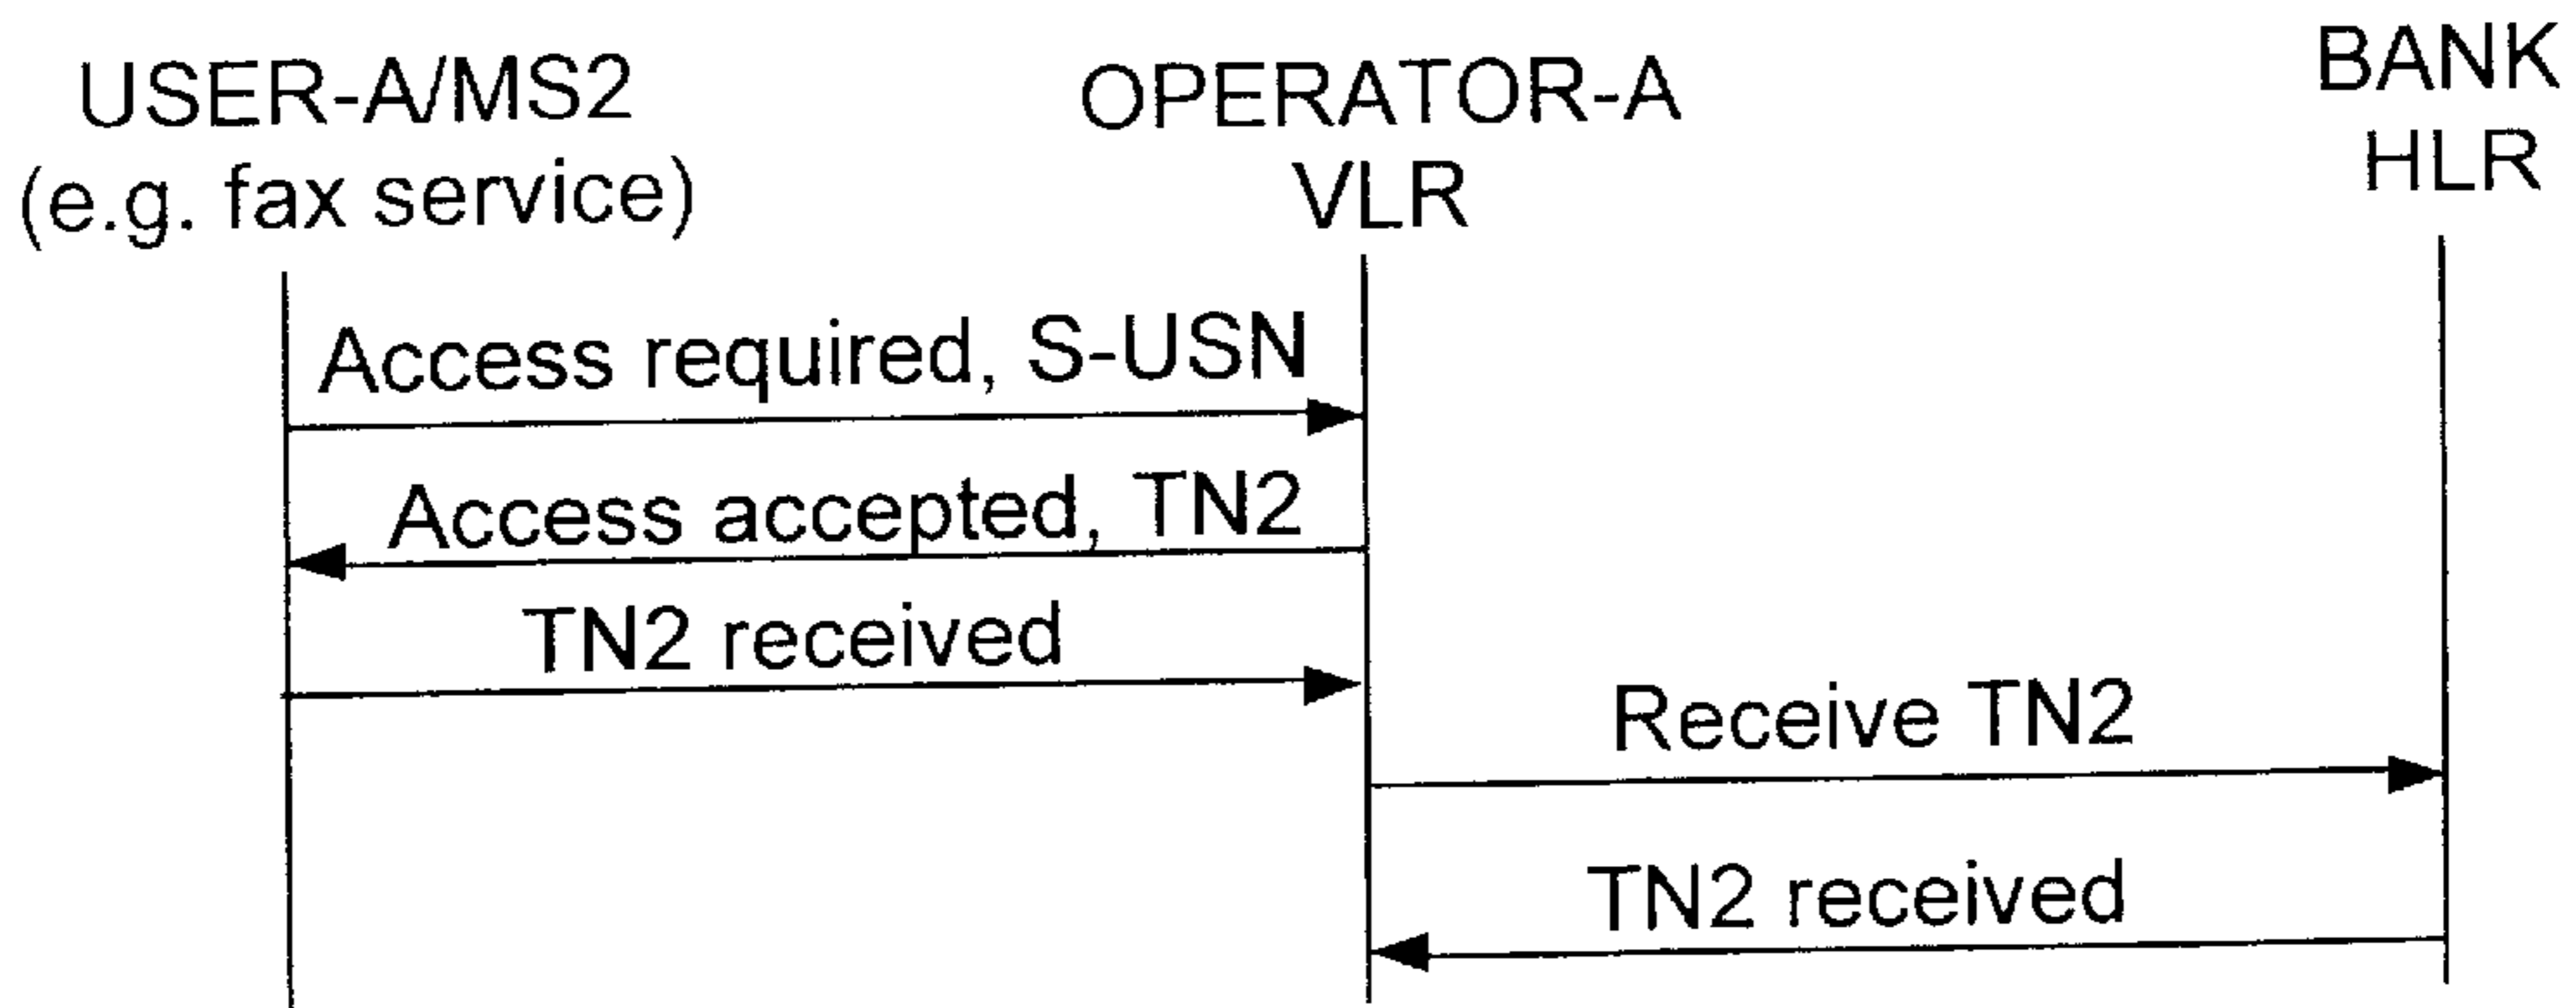 USER-A/MS2
(e.g. fax service)
OPERATOR-A
VLR
BANK
HLR
Access required, S-USN
Access accepted, TN2
TN2 received
Receive TN2
TN2 received